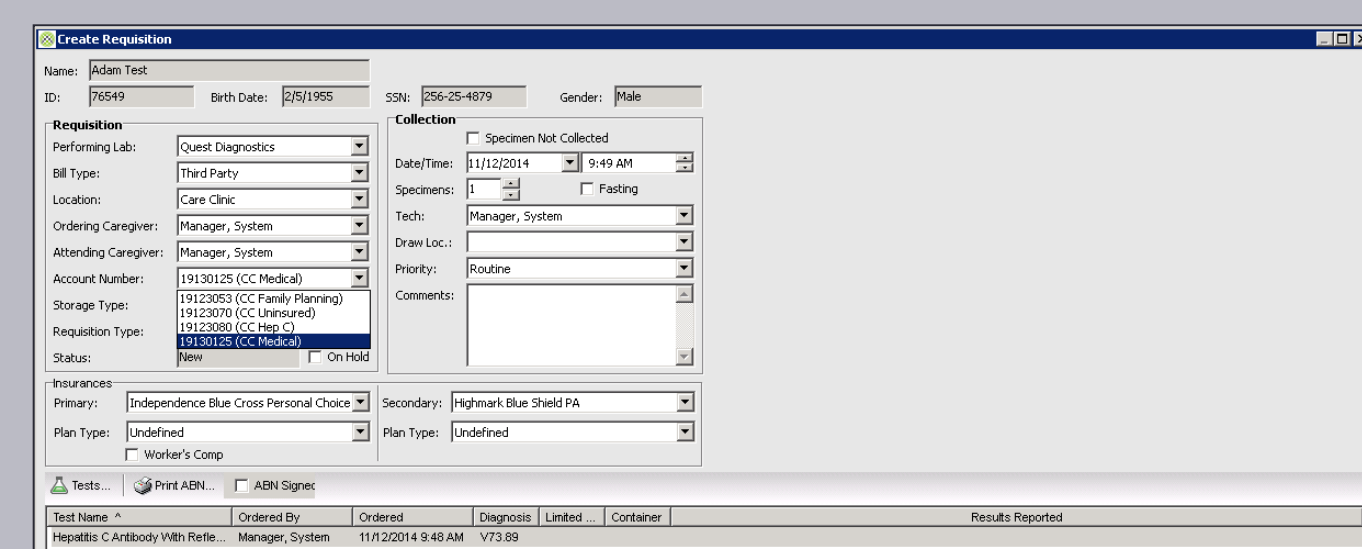 Create Requisition
Name: Adam Test
ID: 76549 Birth Date: 2/5/1955 SSN: 256-25-4879 Gender: Male
Requisition
Performing Lab: Quest Diagnostics
Bill Type: Third Party
Location: Care Clinic
Ordering Caregiver: Manager, System
Attending Caregiver: Manager, System
Account Number: 19130125 (CC Medical)
19123053 (CC Family Planning)
Storage Type:
19123070 (CC Uninsured)
19123080 (CC Hep C)
Requisition Type:
19130125 (CC Medical)
Status: New On Hold
Collection
Specimen Not Collected
Date/Time: 11/12/2014 9:49 AM
Specimens: 1 Fasting
Tech: Manager, System
Draw Loc.:
Priority: Routine
Comments:
Insurances
Primary: Independence Blue Cross Personal Choice Secondary: Highmark Blue Shield PA
Plan Type: Undefined Plan Type: Undefined
Worker's Comp
Tests... Print ABN... ABN Signed
Test Name ^ Ordered By Ordered Diagnosis Limited ... Container Results Reported
Hepatitis C Antibody With Refle... Manager, System 11/12/2014 9:48 AM V73.89